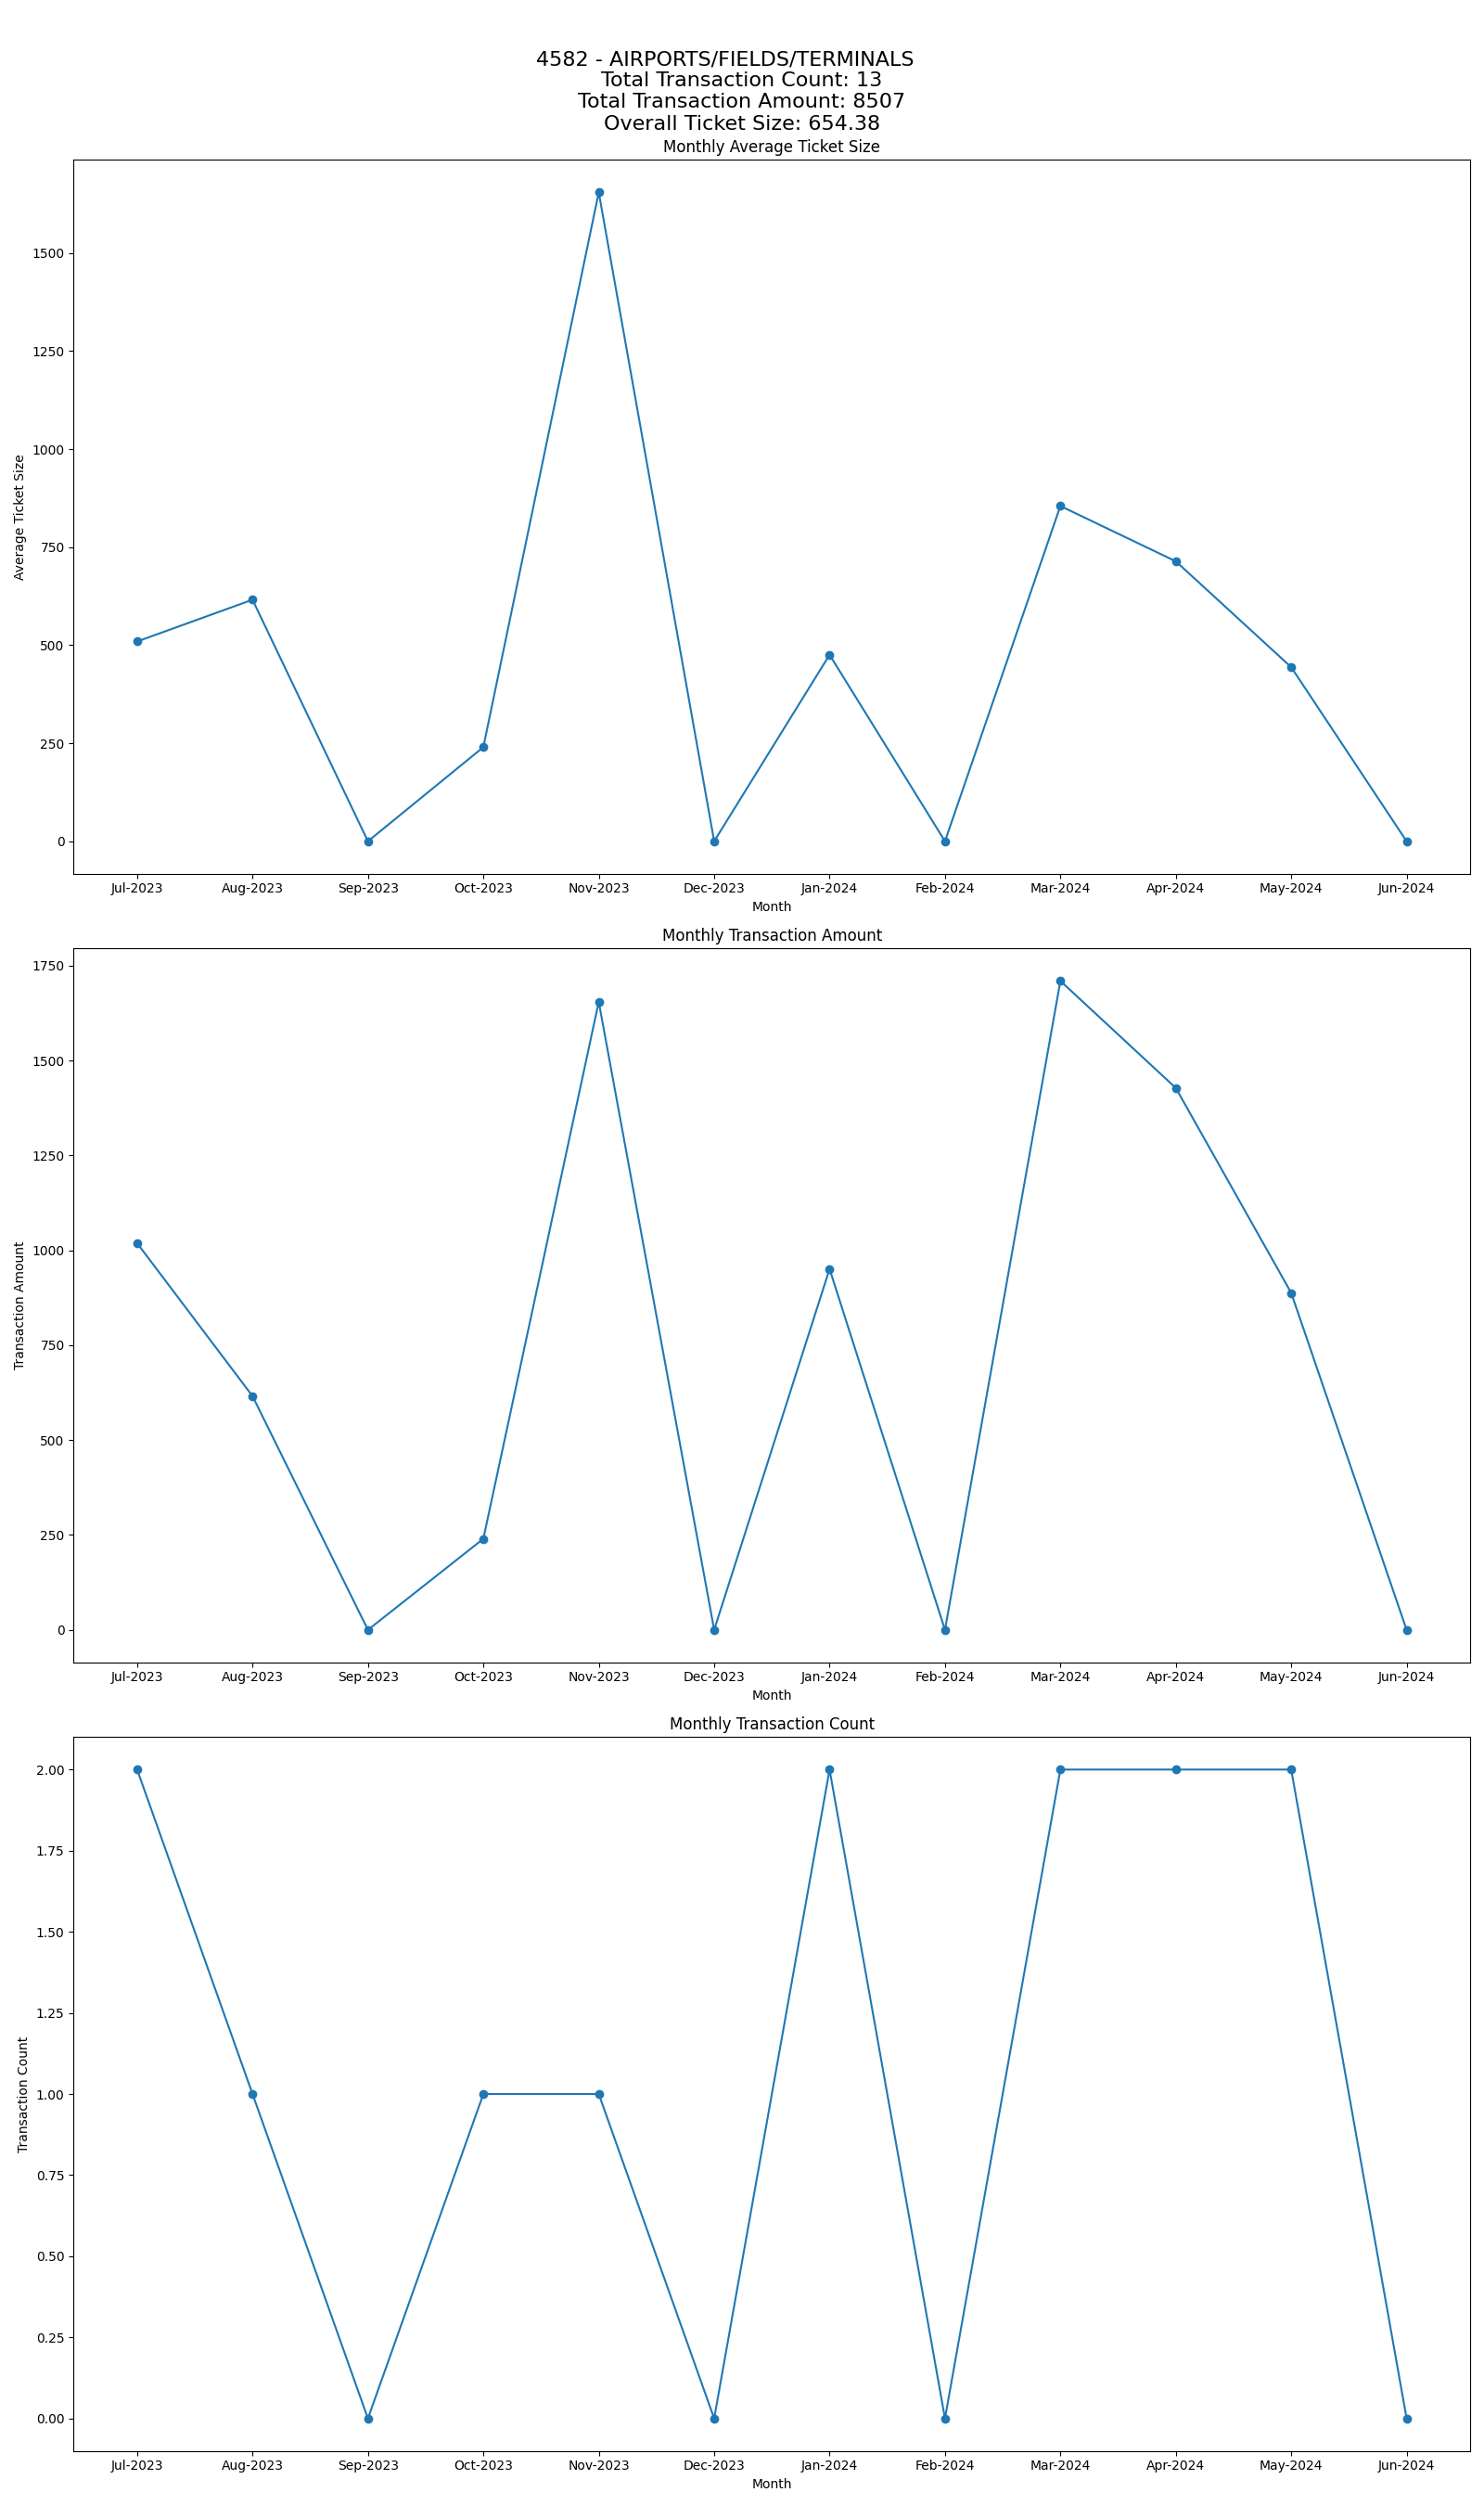 4582 - AIRPORTS/FIELDS/TERMINALS
Total Transaction Count: 13
Total Transaction Amount: 8507
Overall Ticket Size: 654.38
Monthly Average Ticket Size
1500
1250
1000
750
500
250
0
Average Ticket Size
Jul-2023 Aug-2023 Sep-2023 Oct-2023 Nov-2023 Dec-2023 Jan-2024 Feb-2024 Mar-2024 Apr-2024 May-2024 Jun-2024
Month
Monthly Transaction Amount
1750
1500
1250
1000
750
500
250
0
Transaction Amount
Jul-2023 Aug-2023 Sep-2023 Oct-2023 Nov-2023 Dec-2023 Jan-2024 Feb-2024 Mar-2024 Apr-2024 May-2024 Jun-2024
Month
Monthly Transaction Count
2.00
1.75
1.50
1.25
1.00
0.75
0.50
0.25
0.00
Transaction Count
Jul-2023 Aug-2023 Sep-2023 Oct-2023 Nov-2023 Dec-2023 Jan-2024 Feb-2024 Mar-2024 Apr-2024 May-2024 Jun-2024
Month